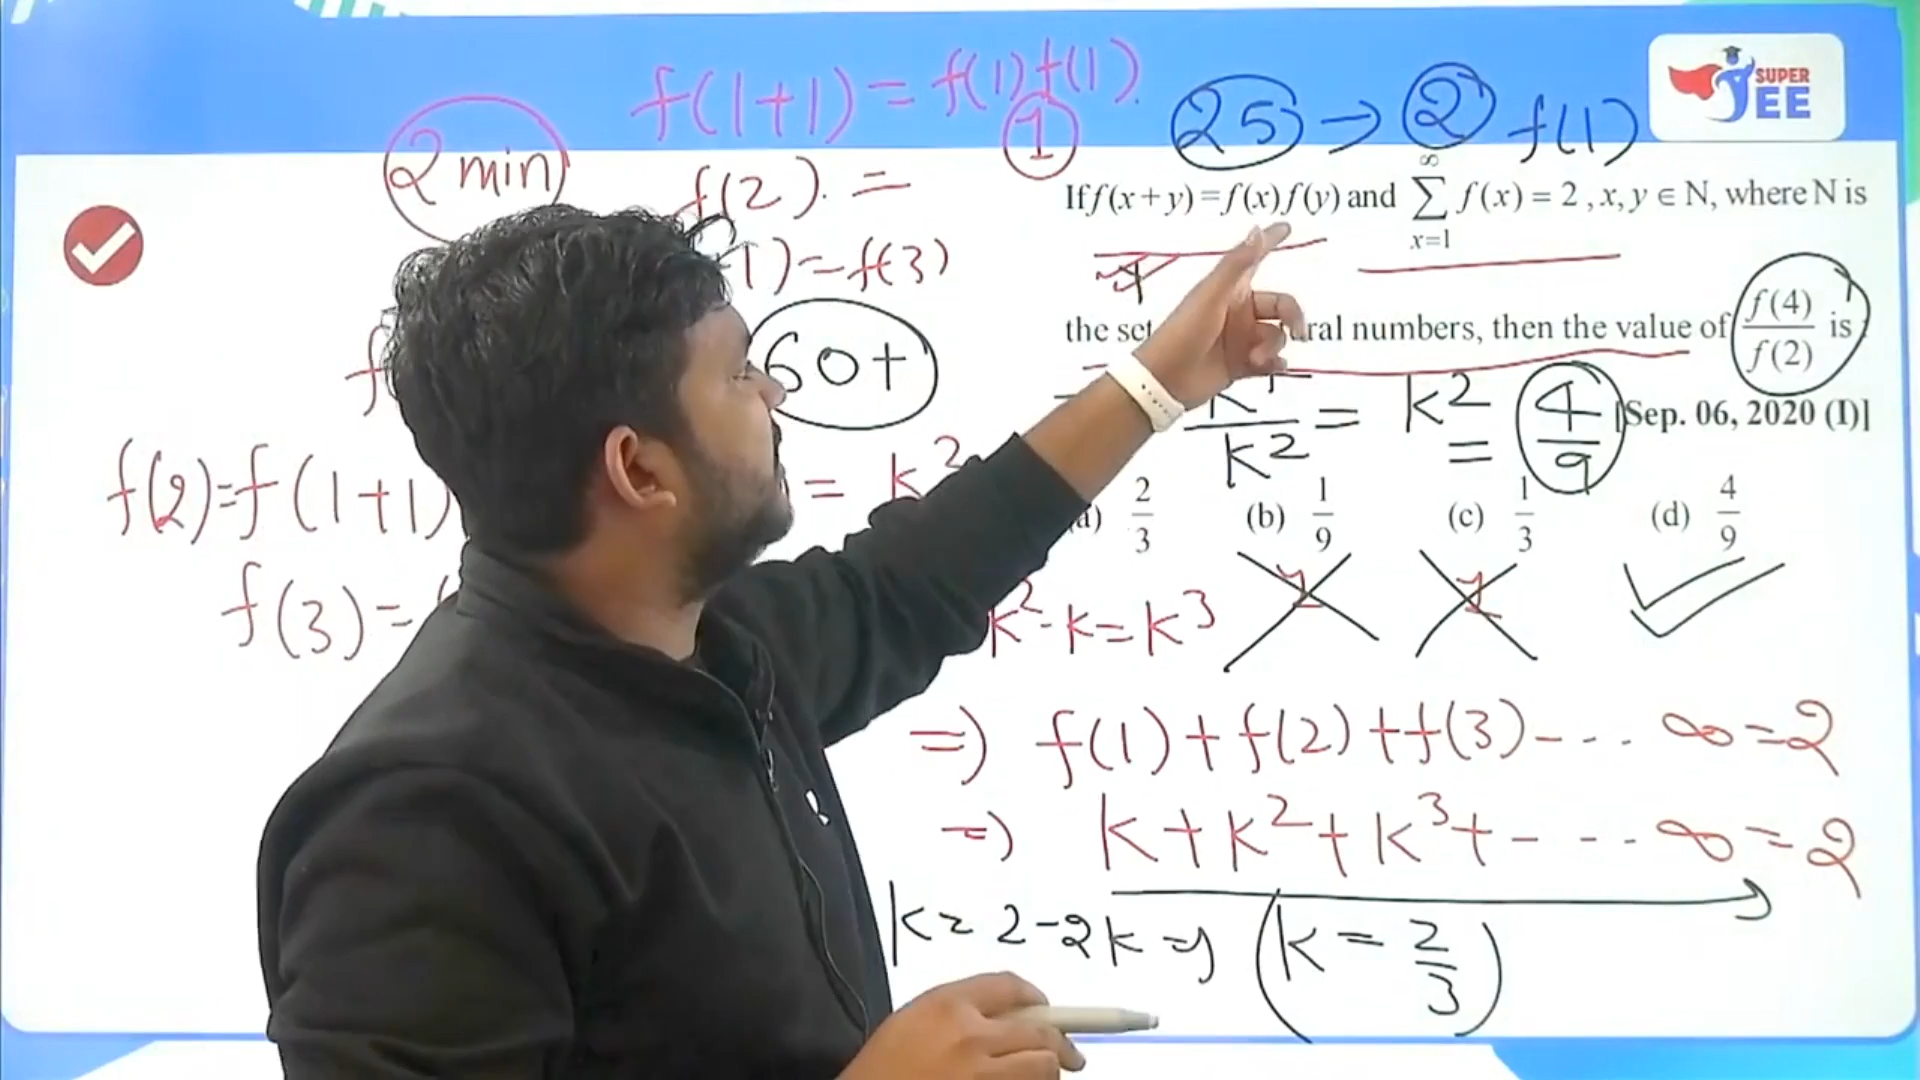 f(1+1) = f(1) f(1).
2 min
1
25 → 2 f(1)
SUPER
JEE
f(2). =
1) = f(3)
60+
If f(x + y) = f(x) f(y) and ∑_{x=1}^{∞} f(x) = 2 , x, y ∈ N, where N is
the set ural numbers, then the value of f(4)/f(2) is
/k² = k² = 4/9
[Sep. 06, 2020 (I)]
(a) 2/3 (b) 1/9 (c) 1/3 (d) 4/9
f(2) = f(1+1) = k²
f(3) = k² · k = k³
=) f(1) + f(2) + f(3) - - - ∞ = 2
=) k + k² + k³ + - - - ∞ = 2
k = 2 - 2k => (k = 2/3)